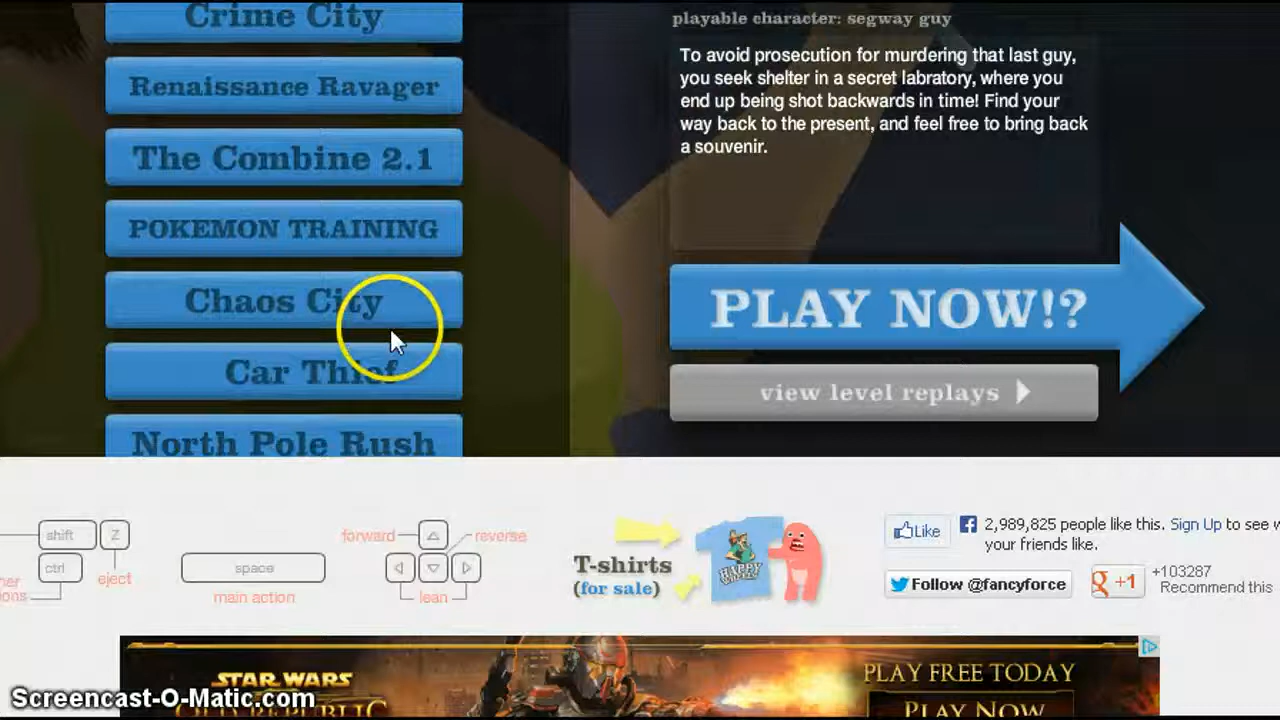 Crime City
Renaissance Ravager
The Combine 2.1
POKEMON TRAINING
Chaos City
Car Thief
North Pole Rush
playable character: segway guy
To avoid prosecution for murdering that last guy,
you seek shelter in a secret labratory, where you
end up being shot backwards in time! Find your
way back to the present, and feel free to bring back
a souvenir.
PLAY NOW!?
view level replays
shift
Z
ctrl
eject
space
main action
forward
reverse
lean
T-shirts
(for sale)
HAPPY WHEELS
Like
2,989,825 people like this. Sign Up to see
your friends like.
Follow @fancyforce
g +1
+103287
Recommend this
STAR WARS
OLD REPUBLIC
PLAY FREE TODAY
PLAY NOW
Screencast-O-Matic.com